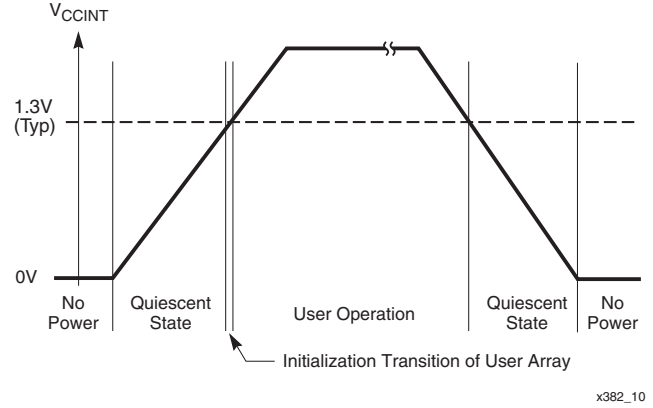 VCCINT
1.3V
(Typ)
0V
No
Power
Quiescent
State
User Operation
Quiescent
State
No
Power
Initialization Transition of User Array
x382_10